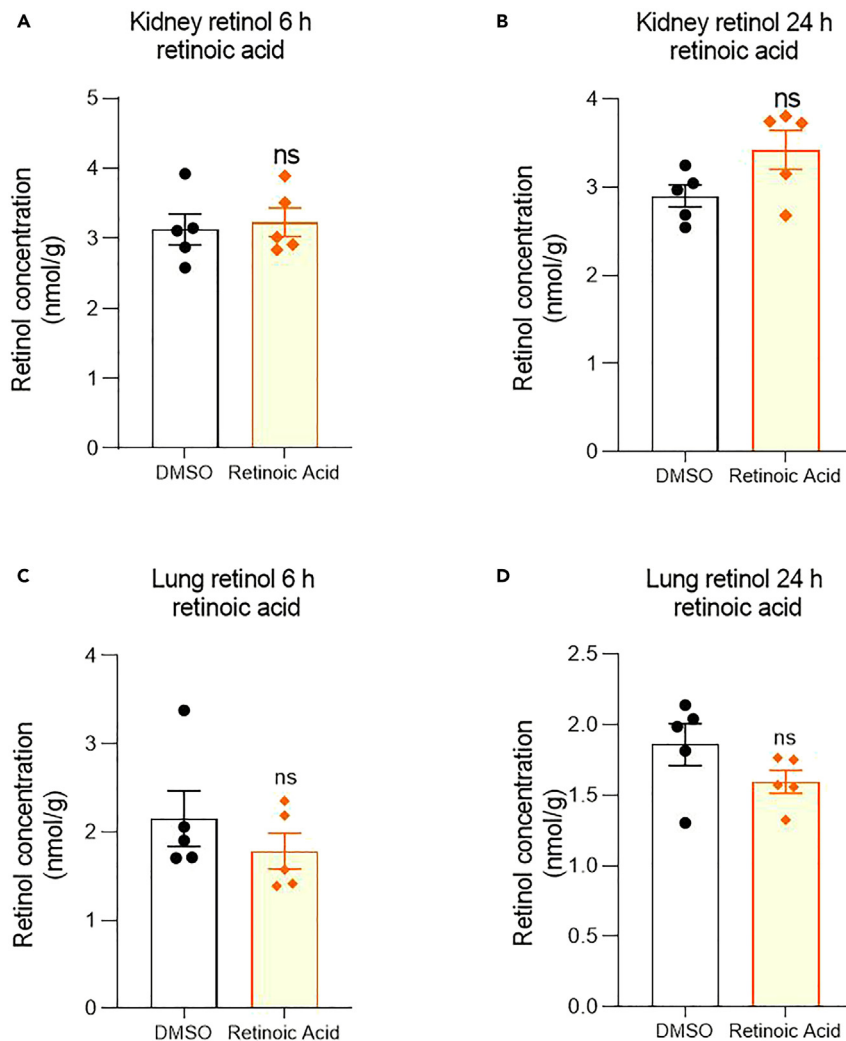 A
Kidney retinol 6 h
retinoic acid
Retinol concentration
(nmol/g)
5
4
3
2
1
0
ns
DMSO
Retinoic Acid
B
Kidney retinol 24 h
retinoic acid
Retinol concentration
(nmol/g)
4
3
2
1
0
ns
DMSO
Retinoic Acid
C
Lung retinol 6 h
retinoic acid
Retinol concentration
(nmol/g)
4
3
2
1
0
ns
DMSO
Retinoic Acid
D
Lung retinol 24 h
retinoic acid
Retinol concentration
(nmol/g)
2.5
2.0
1.5
1.0
0.5
0.0
ns
DMSO
Retinoic Acid